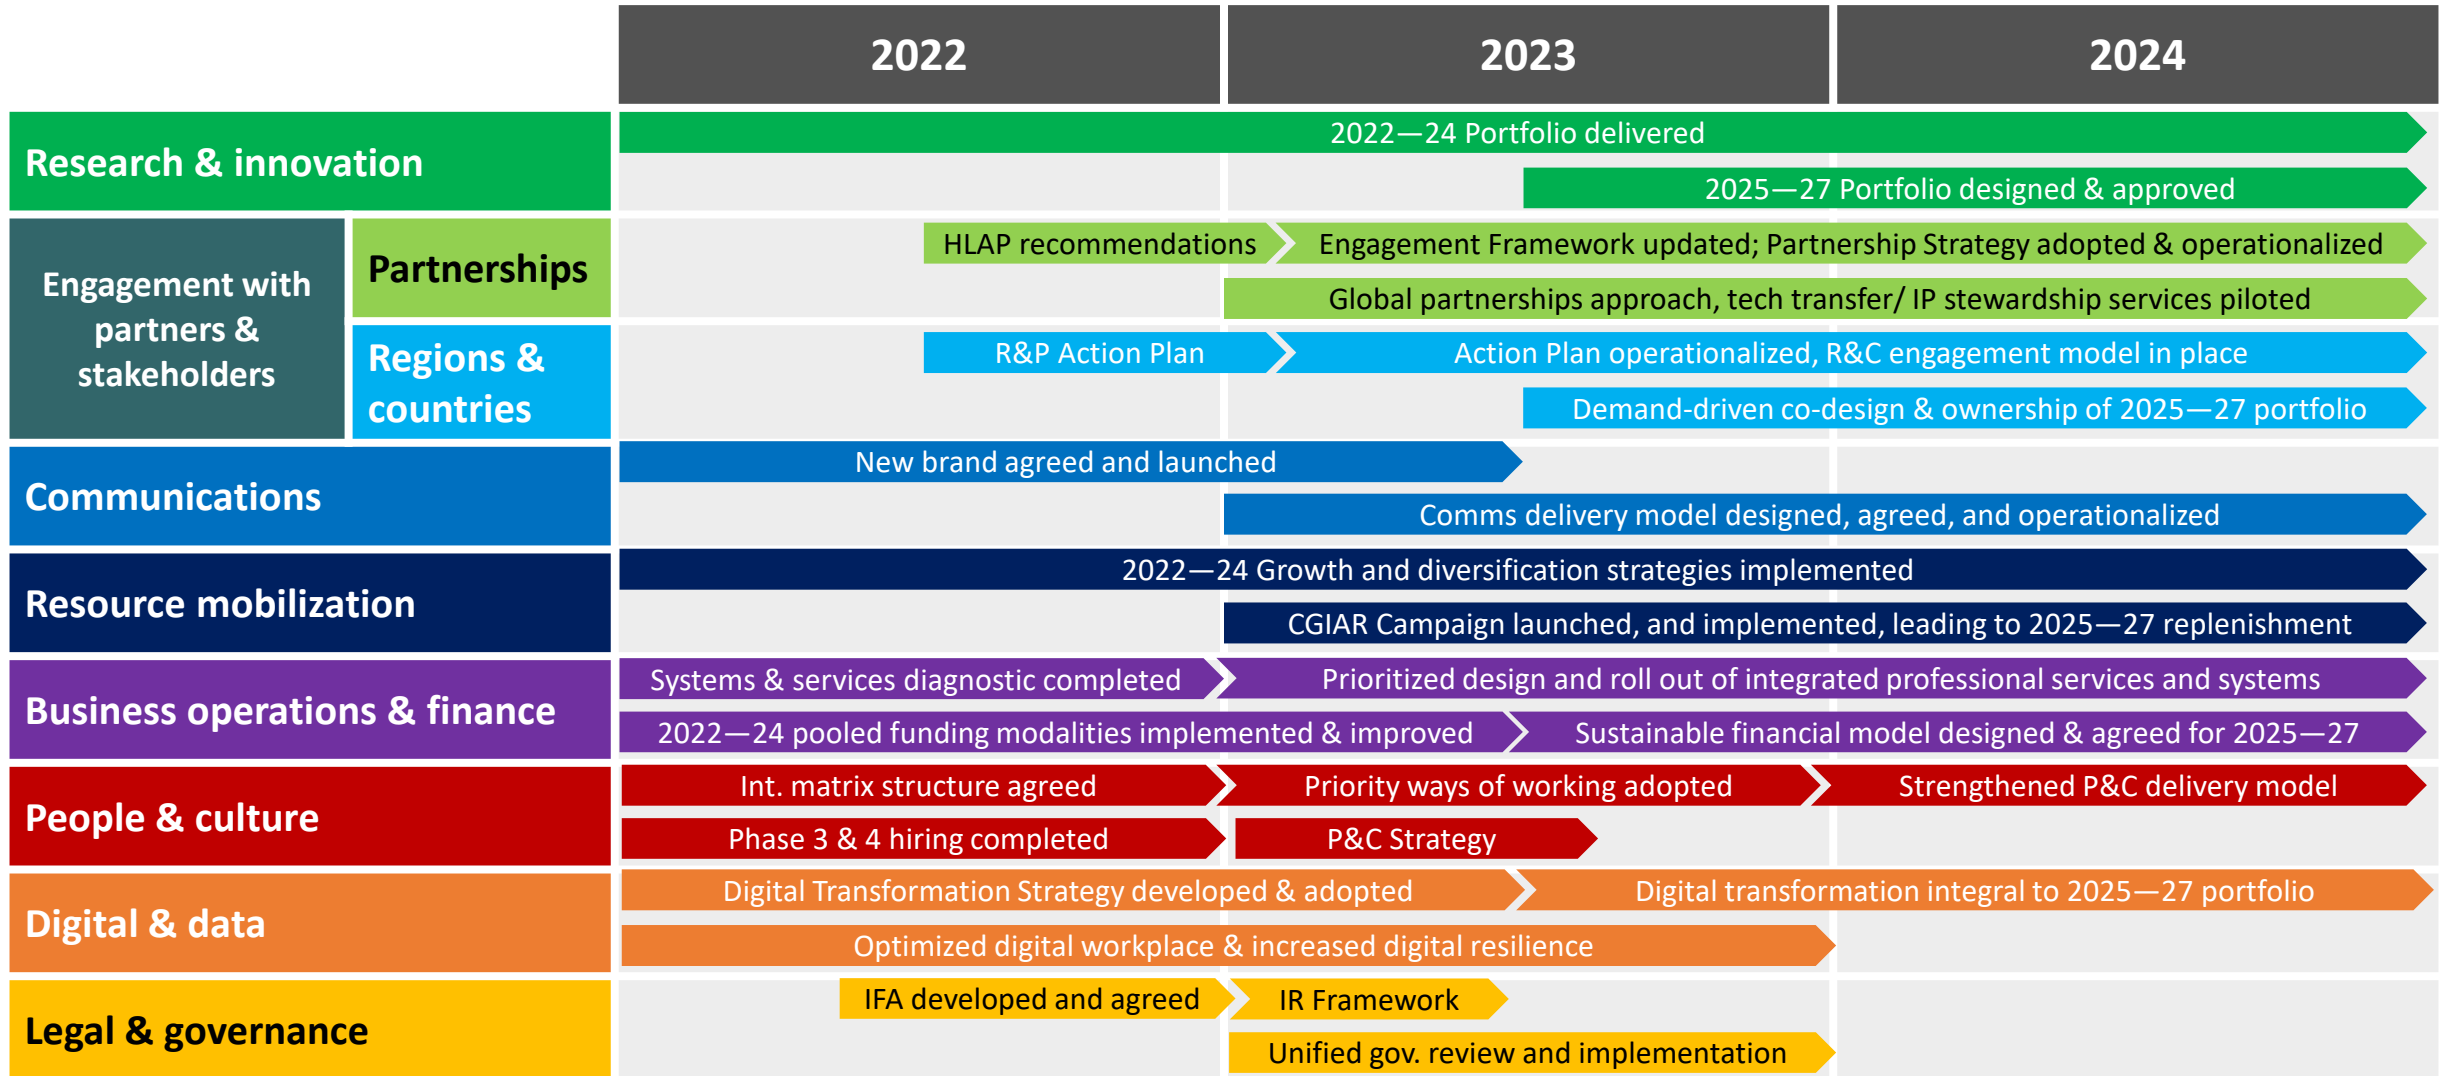 2022
2023
2024
Research & innovation
2022—24 Portfolio delivered
2025—27 Portfolio designed & approved
Engagement with
partners &
stakeholders
Partnerships
HLAP recommendations
Engagement Framework updated; Partnership Strategy adopted & operationalized
Global partnerships approach, tech transfer/ IP stewardship services piloted
Regions &
countries
R&P Action Plan
Action Plan operationalized, R&C engagement model in place
Demand-driven co-design & ownership of 2025—27 portfolio
Communications
New brand agreed and launched
Comms delivery model designed, agreed, and operationalized
Resource mobilization
2022—24 Growth and diversification strategies implemented
CGIAR Campaign launched, and implemented, leading to 2025—27 replenishment
Business operations & finance
Systems & services diagnostic completed
Prioritized design and roll out of integrated professional services and systems
2022—24 pooled funding modalities implemented & improved
Sustainable financial model designed & agreed for 2025—27
People & culture
Int. matrix structure agreed
Priority ways of working adopted
Strengthened P&C delivery model
Phase 3 & 4 hiring completed
P&C Strategy
Digital & data
Digital Transformation Strategy developed & adopted
Digital transformation integral to 2025—27 portfolio
Optimized digital workplace & increased digital resilience
Legal & governance
IFA developed and agreed
IR Framework
Unified gov. review and implementation